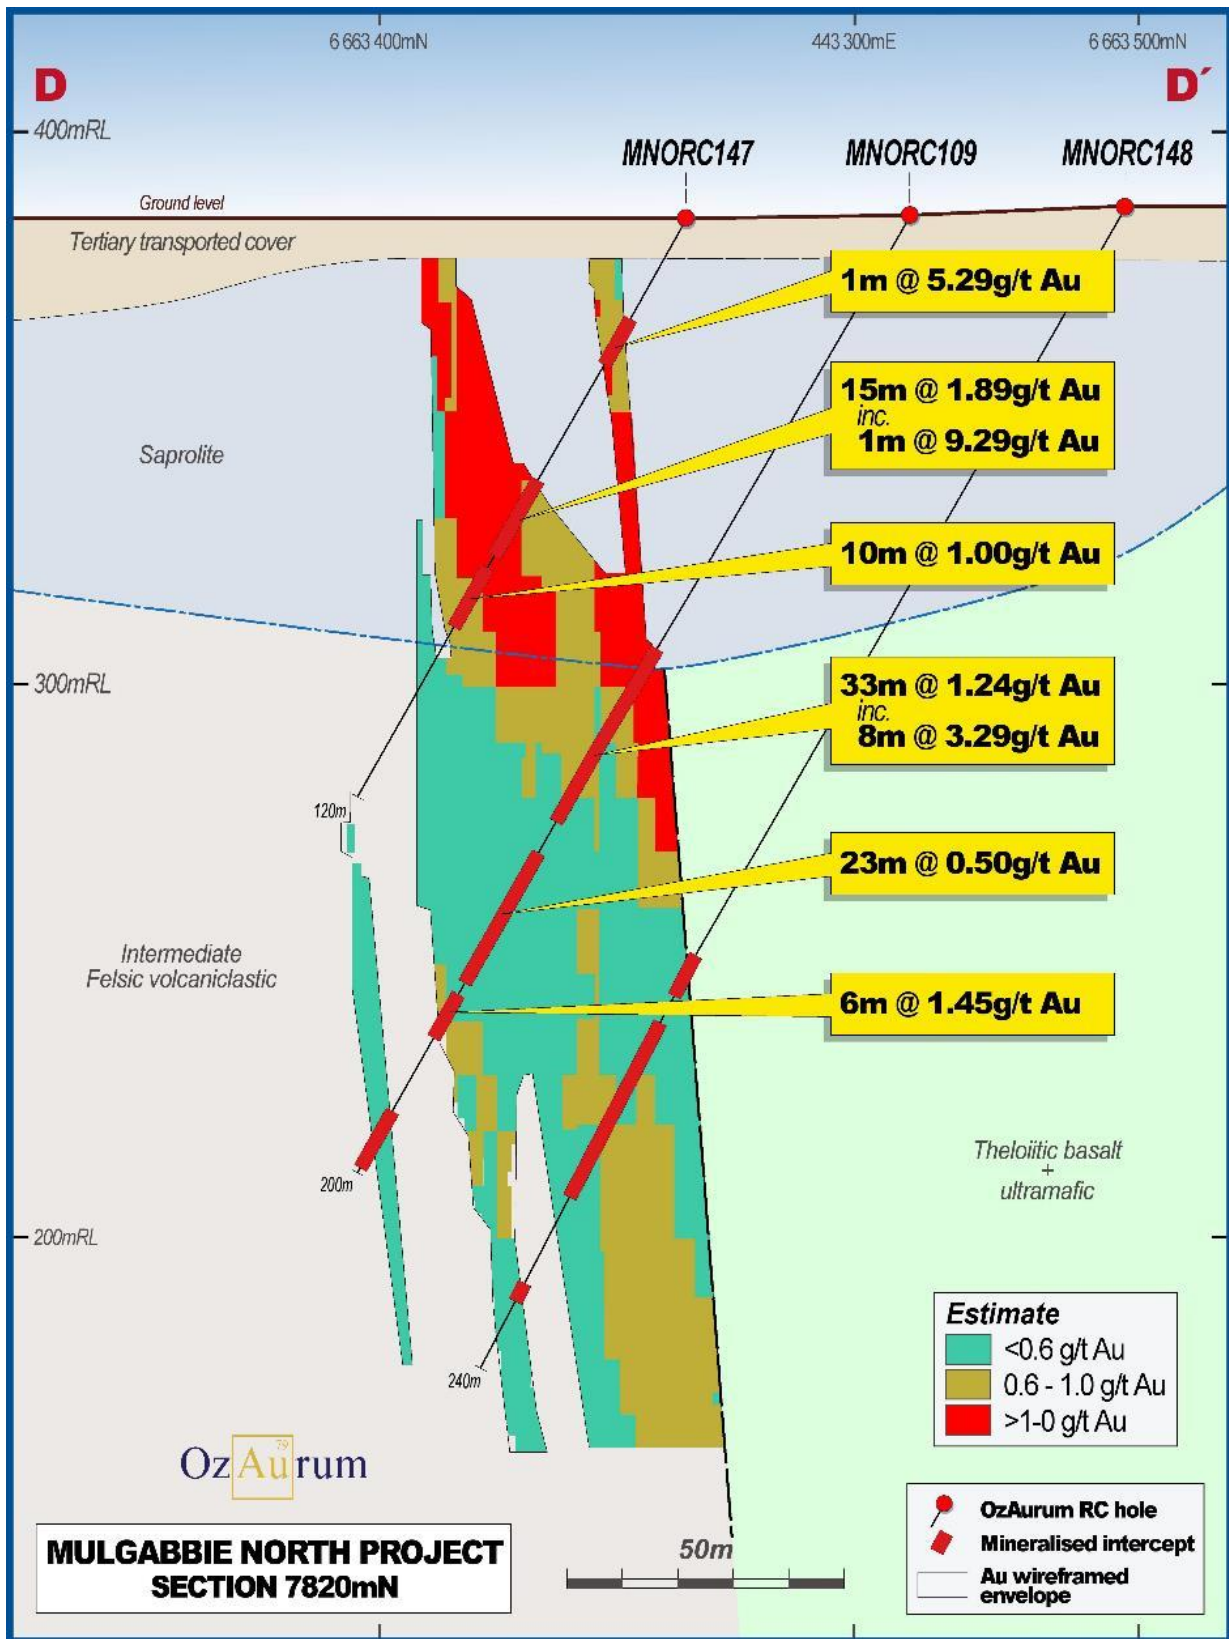 6 663 400mN 443 300mE 6 663 500mN
D D´
400mRL
MNORC147 MNORC109 MNORC148
Ground level
Tertiary transported cover
1m @ 5.29g/t Au
15m @ 1.89g/t Au
inc.
1m @ 9.29g/t Au
Saprolite
10m @ 1.00g/t Au
300mRL
33m @ 1.24g/t Au
inc.
8m @ 3.29g/t Au
120m
23m @ 0.50g/t Au
Intermediate
Felsic volcaniclastic
6m @ 1.45g/t Au
Theloiitic basalt
+
ultramafic
200m
200mRL
240m
Estimate
<0.6 g/t Au
0.6 - 1.0 g/t Au
>1-0 g/t Au
79
OzAurum
OzAurum RC hole
Mineralised intercept
Au wireframed
envelope
MULGABBIE NORTH PROJECT
SECTION 7820mN
50m